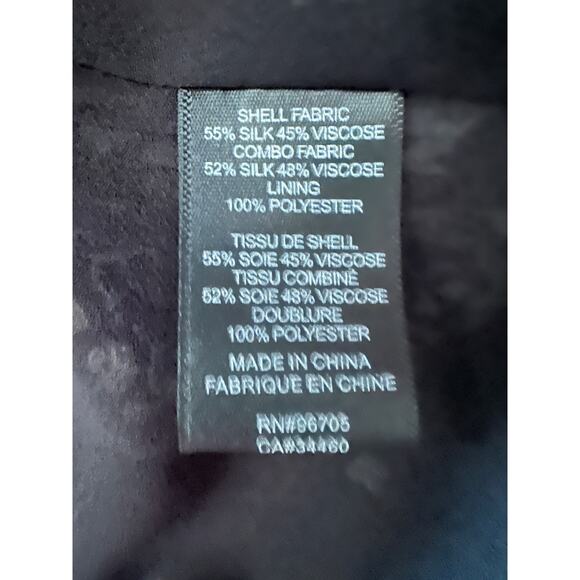 SHELL FABRIC
55% SILK 45% VISCOSE
COMBO FABRIC
52% SILK 48% VISCOSE
LINING
100% POLYESTER
TISSU DE SHELL
55% SOIE 45% VISCOSE
TISSU COMBINÉ
52% SOIE 48% VISCOSE
DOUBLURE
100% POLYESTER
MADE IN CHINA
FABRIQUE EN CHINE
RN#96705
CA#34460